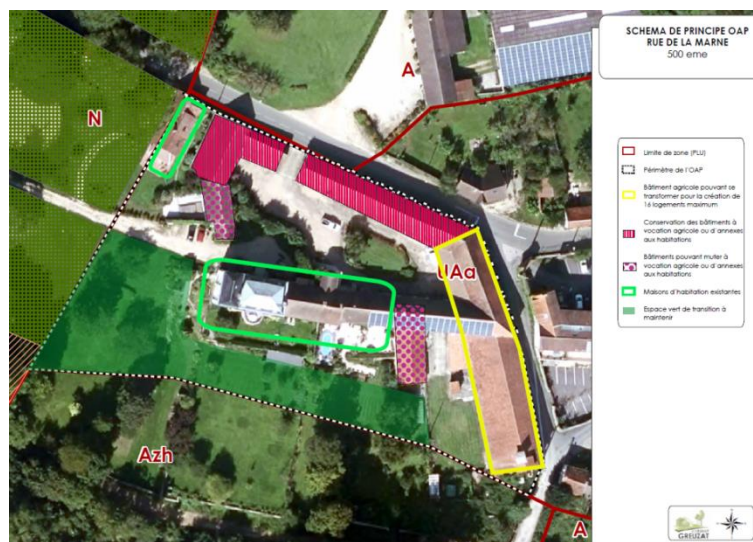 SCHEMA DE PRINCIPE OAP
RUE DE LA MARNE
500 eme
A
N
UAa
Azh
A
Limite de zone (PLU)
Périmètre de l'OAP
Bâtiment agricole pouvant se
transformer pour la création de
16 logements maximum
Conservation des bâtiments à
vocation agricole ou d'annexes
aux habitations
Bâtiments pouvant muter à
vocation agricole ou d'annexes
aux habitations
Maisons d'habitation existantes
Espace vert de transition à
maintenir
GREUZAT